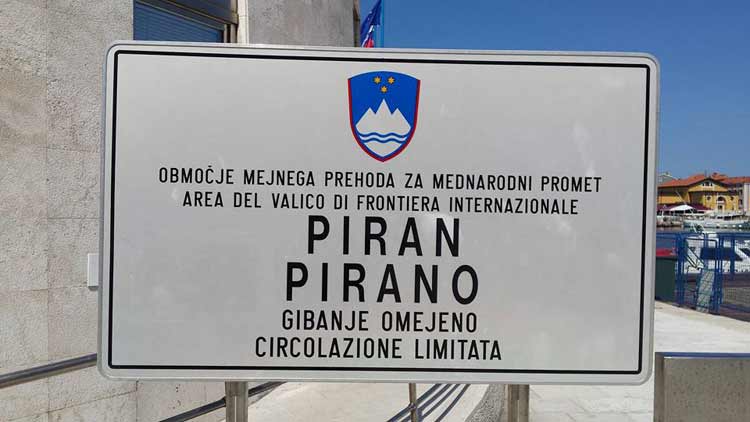 OBMOČJE MEJNEGA PREHODA ZA MEDNARODNI PROMET
AREA DEL VALICO DI FRONTIERA INTERNAZIONALE
PIRAN
PIRANO
GIBANJE OMEJENO
CIRCOLAZIONE LIMITATA